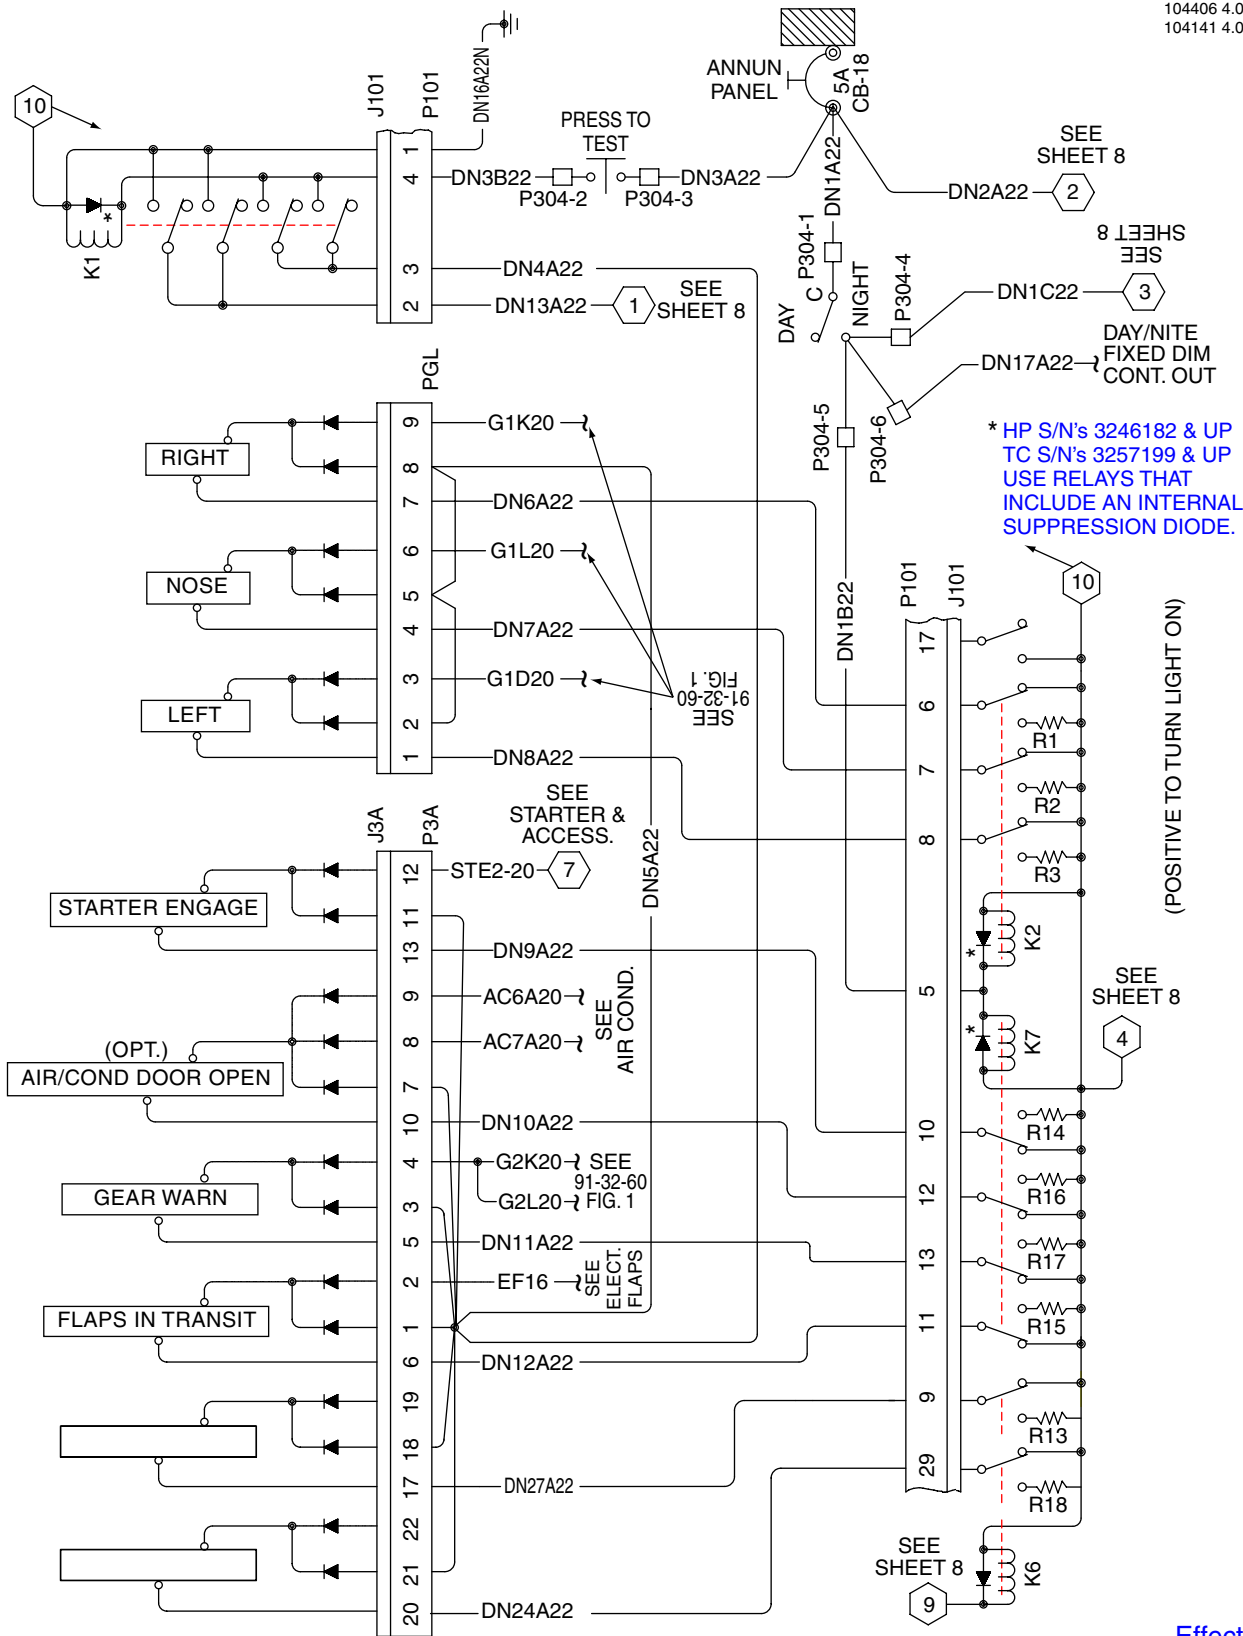 104406 4.0
104141 4.0
10
J101
P101
DN16A22N
1
4
3
2
K1
*
DN3B22
P304-2
PRESS TO
TEST
P304-3
DN3A22
ANNUN
PANEL
5A
CB-18
DN1A22
DN2A22
SEE
SHEET 8
2
DN4A22
DN13A22
1
SEE
SHEET 8
P304-1
C
DAY
NIGHT
P304-4
DN1C22
3
SEE
SHEET 8
DN17A22
DAY/NITE
FIXED DIM
CONT. OUT
P304-5
P304-6
* HP S/N's 3246182 & UP
TC S/N's 3257199 & UP
USE RELAYS THAT
INCLUDE AN INTERNAL
SUPPRESSION DIODE.
PGL
RIGHT
9
8
7
G1K20
DN6A22
NOSE
6
5
4
G1L20
DN7A22
LEFT
3
2
1
G1D20
DN8A22
SEE
91-32-60
FIG. 1
DN5A22
DN1B22
J3A
P3A
SEE
STARTER &
ACCESS.
STARTER ENGAGE
12
11
13
STE2-20
7
DN9A22
(OPT.)
AIR/COND DOOR OPEN
9
8
7
10
AC6A20
AC7A20
SEE
AIR COND.
DN10A22
GEAR WARN
4
3
5
G2K20
G2L20
SEE
91-32-60
FIG. 1
DN11A22
FLAPS IN TRANSIT
2
1
6
EF16
SEE
ELECT.
FLAPS
DN12A22
19
18
17
DN27A22
22
21
20
DN24A22
P101
J101
10
(POSITIVE TO TURN LIGHT ON)
17
6
R1
7
R2
8
R3
K2
*
5
*
K7
SEE
SHEET 8
4
R14
10
R16
12
R17
13
R15
11
9
R13
29
R18
SEE
SHEET 8
9
K6
Effect